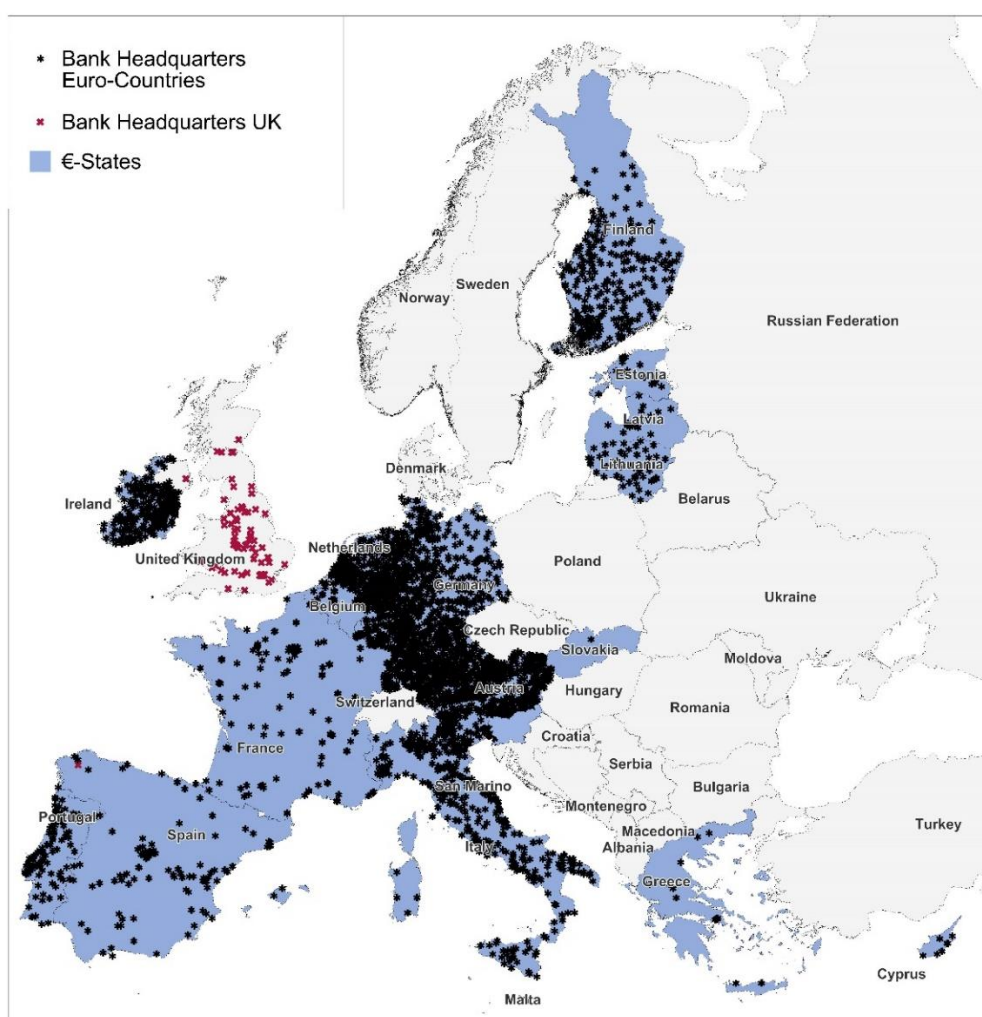 Bank Headquarters
Euro-Countries
Bank Headquarters UK
€-States
Finland
Norway
Sweden
Russian Federation
Estonia
Latvia
Lithuania
Denmark
Ireland
Belarus
United Kingdom
Netherlands
Poland
Germany
Belgium
Ukraine
Czech Republic
Slovakia
Moldova
Austria
Hungary
Switzerland
Romania
Croatia
France
Serbia
San Marino
Bulgaria
Montenegro
Portugal
Macedonia
Turkey
Spain
Italy
Albania
Greece
Cyprus
Malta